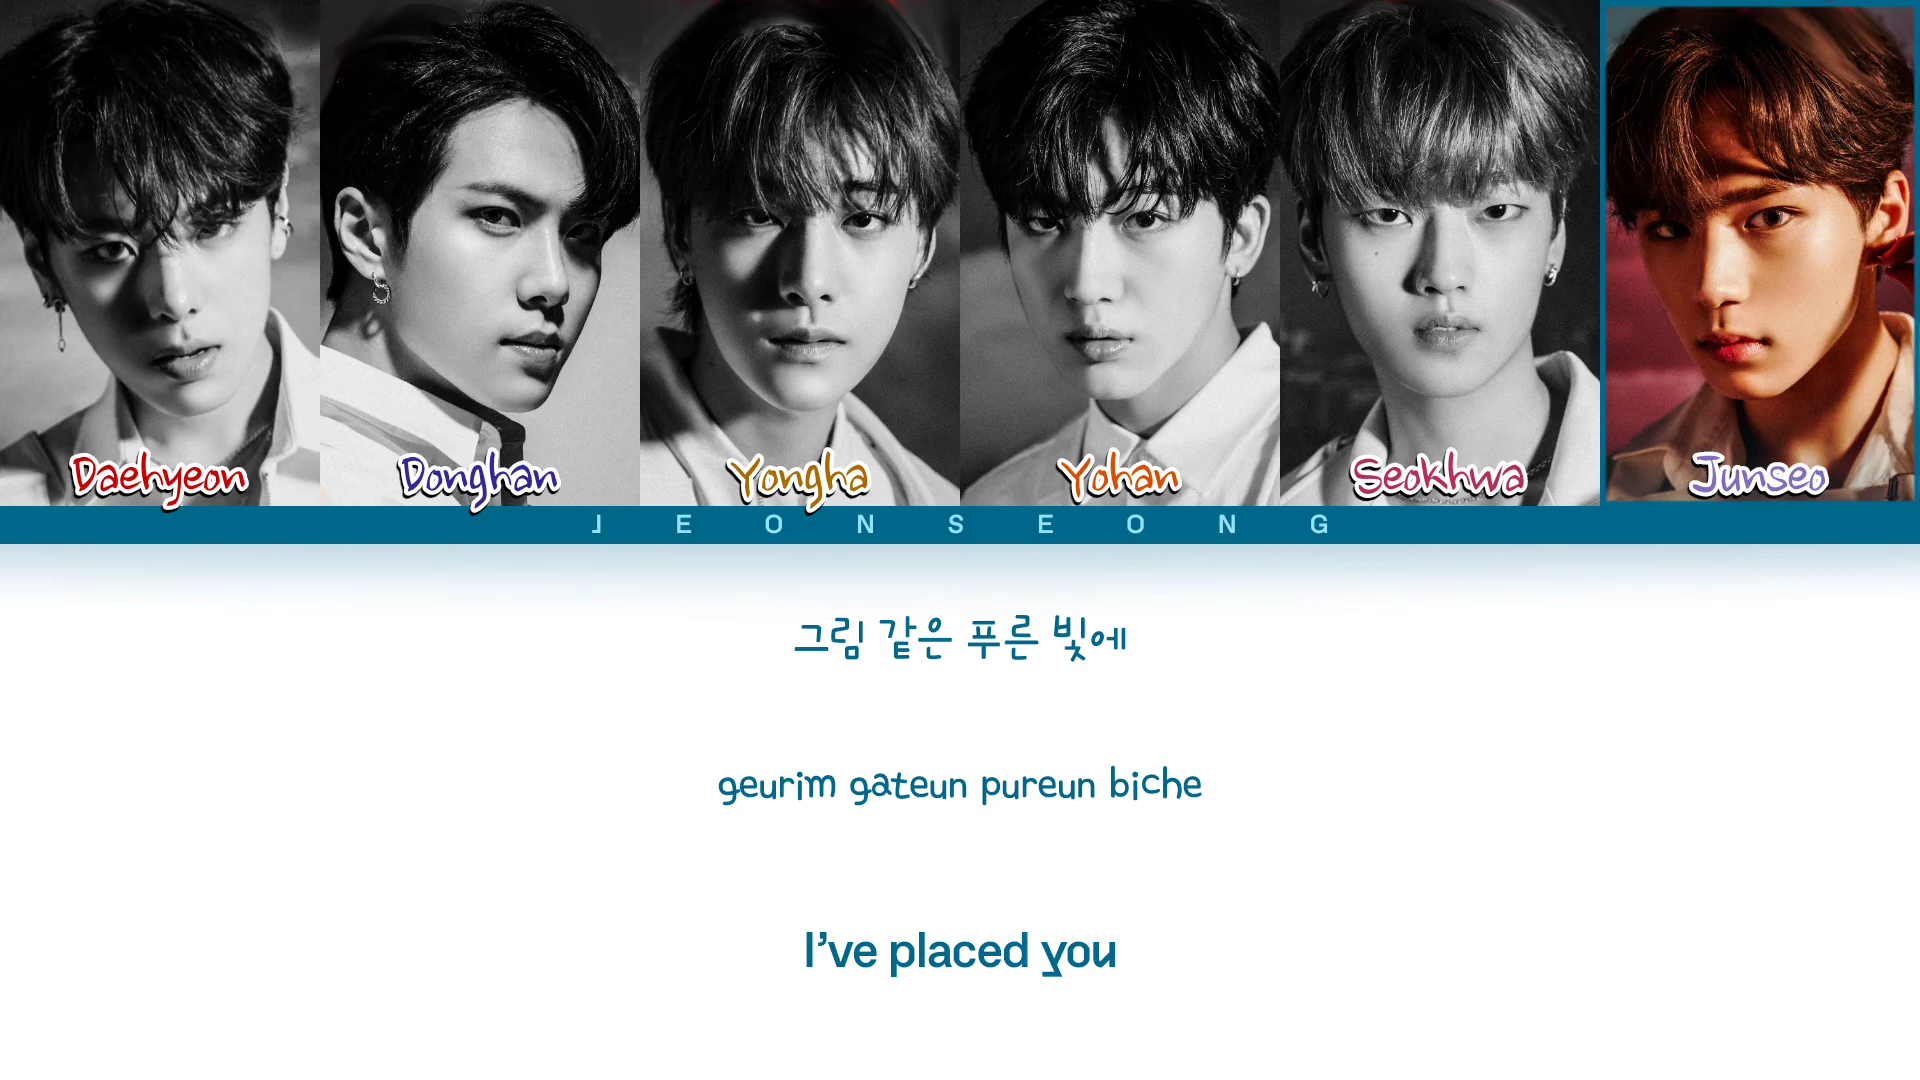 Daehyeon
Donghan
Yongha
Yohan
Seokhwa
Junseo
JEONSEONG
그림 같은 푸른 빛에
geurim gateun pureun biche
I've placed you